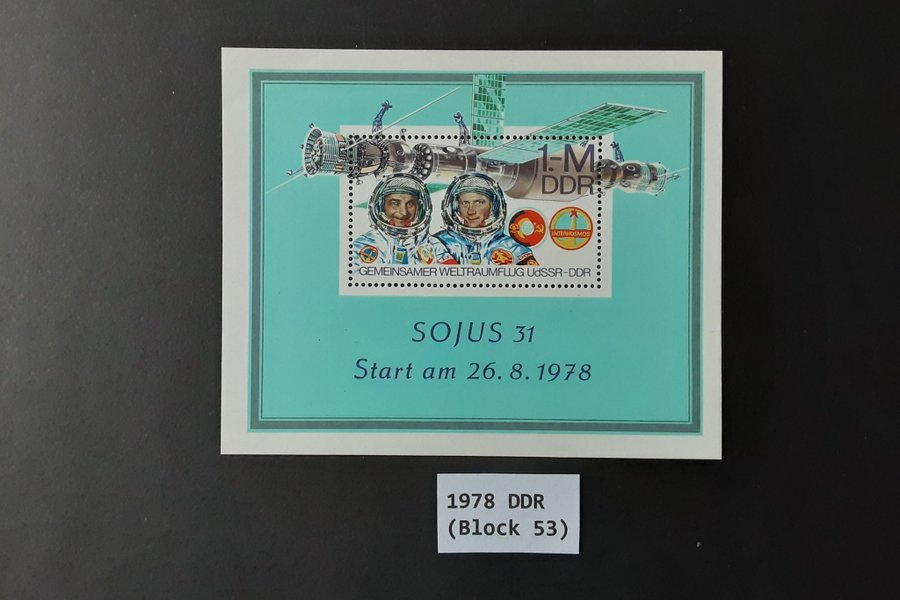 1.-M
DDR
INTERKOSMOS
GEMEINSAMER WELTRAUMFLUG UdSSR-DDR
SOJUS 31
Start am 26.8.1978
1978 DDR
(Block 53)